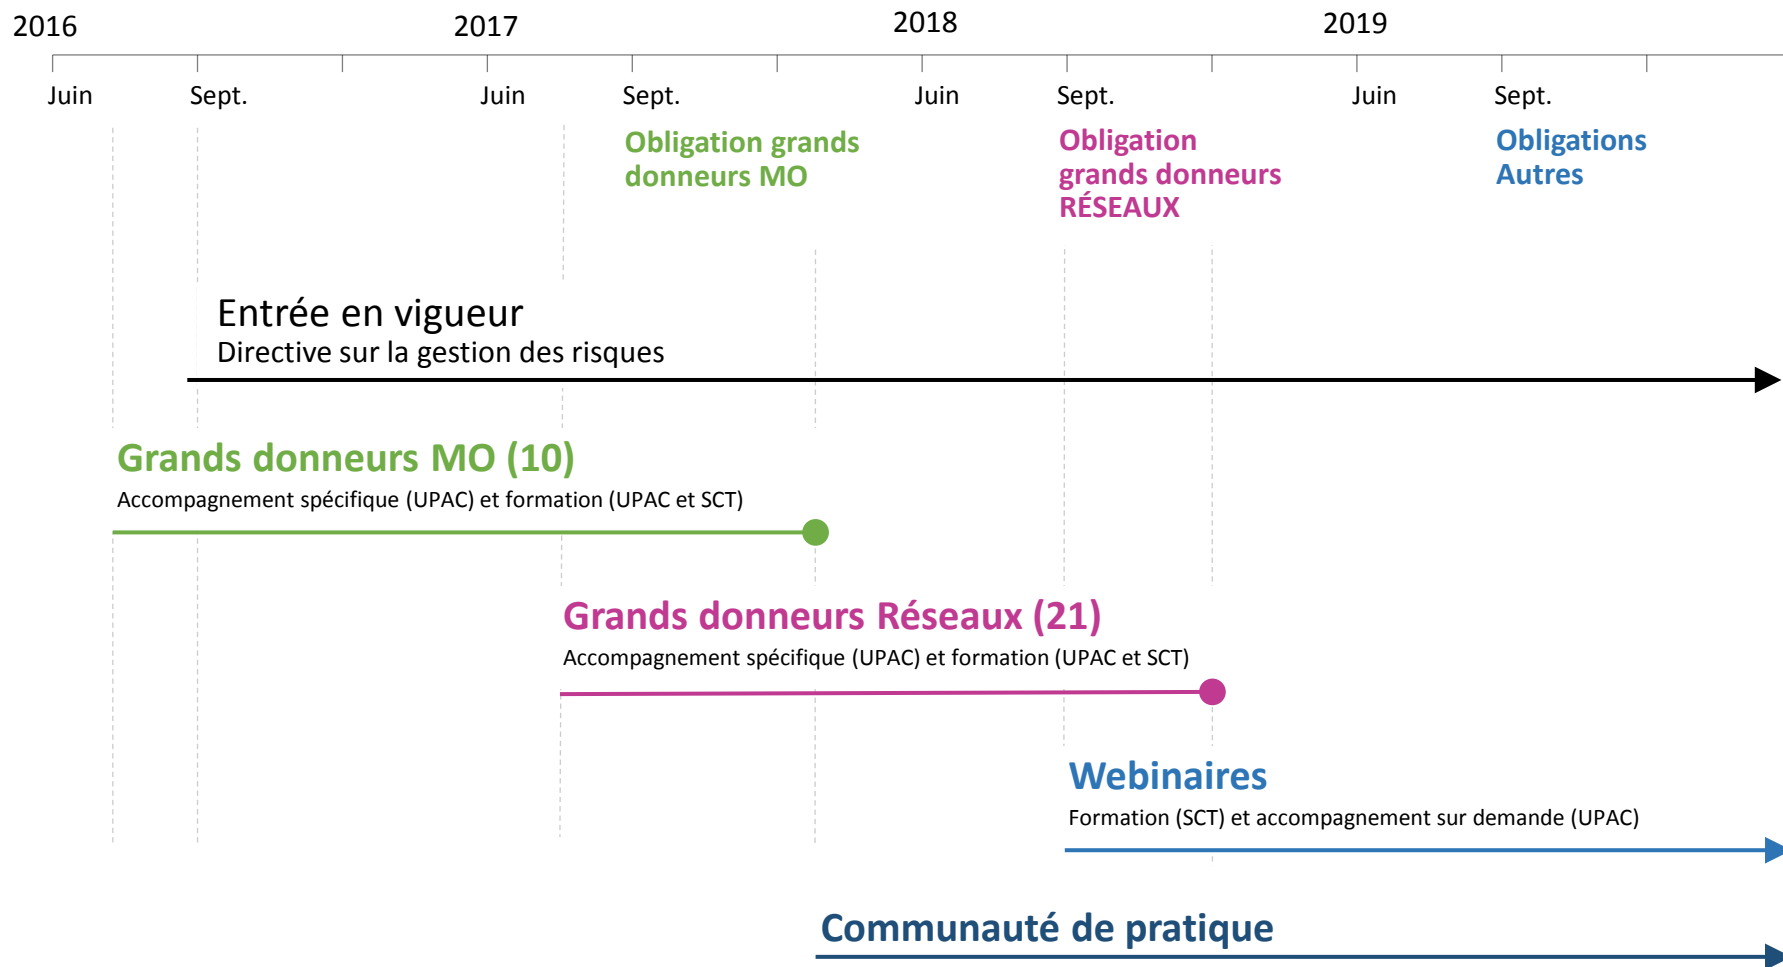 2016
2017
2018
2019
Juin
Sept.
Juin
Sept.
Juin
Sept.
Juin
Sept.
Obligation grands
donneurs MO
Obligation
grands donneurs
RÉSEAUX
Obligations
Autres
Entrée en vigueur
Directive sur la gestion des risques
Grands donneurs MO (10)
Accompagnement spécifique (UPAC) et formation (UPAC et SCT)
Grands donneurs Réseaux (21)
Accompagnement spécifique (UPAC) et formation (UPAC et SCT)
Webinaires
Formation (SCT) et accompagnement sur demande (UPAC)
Communauté de pratique